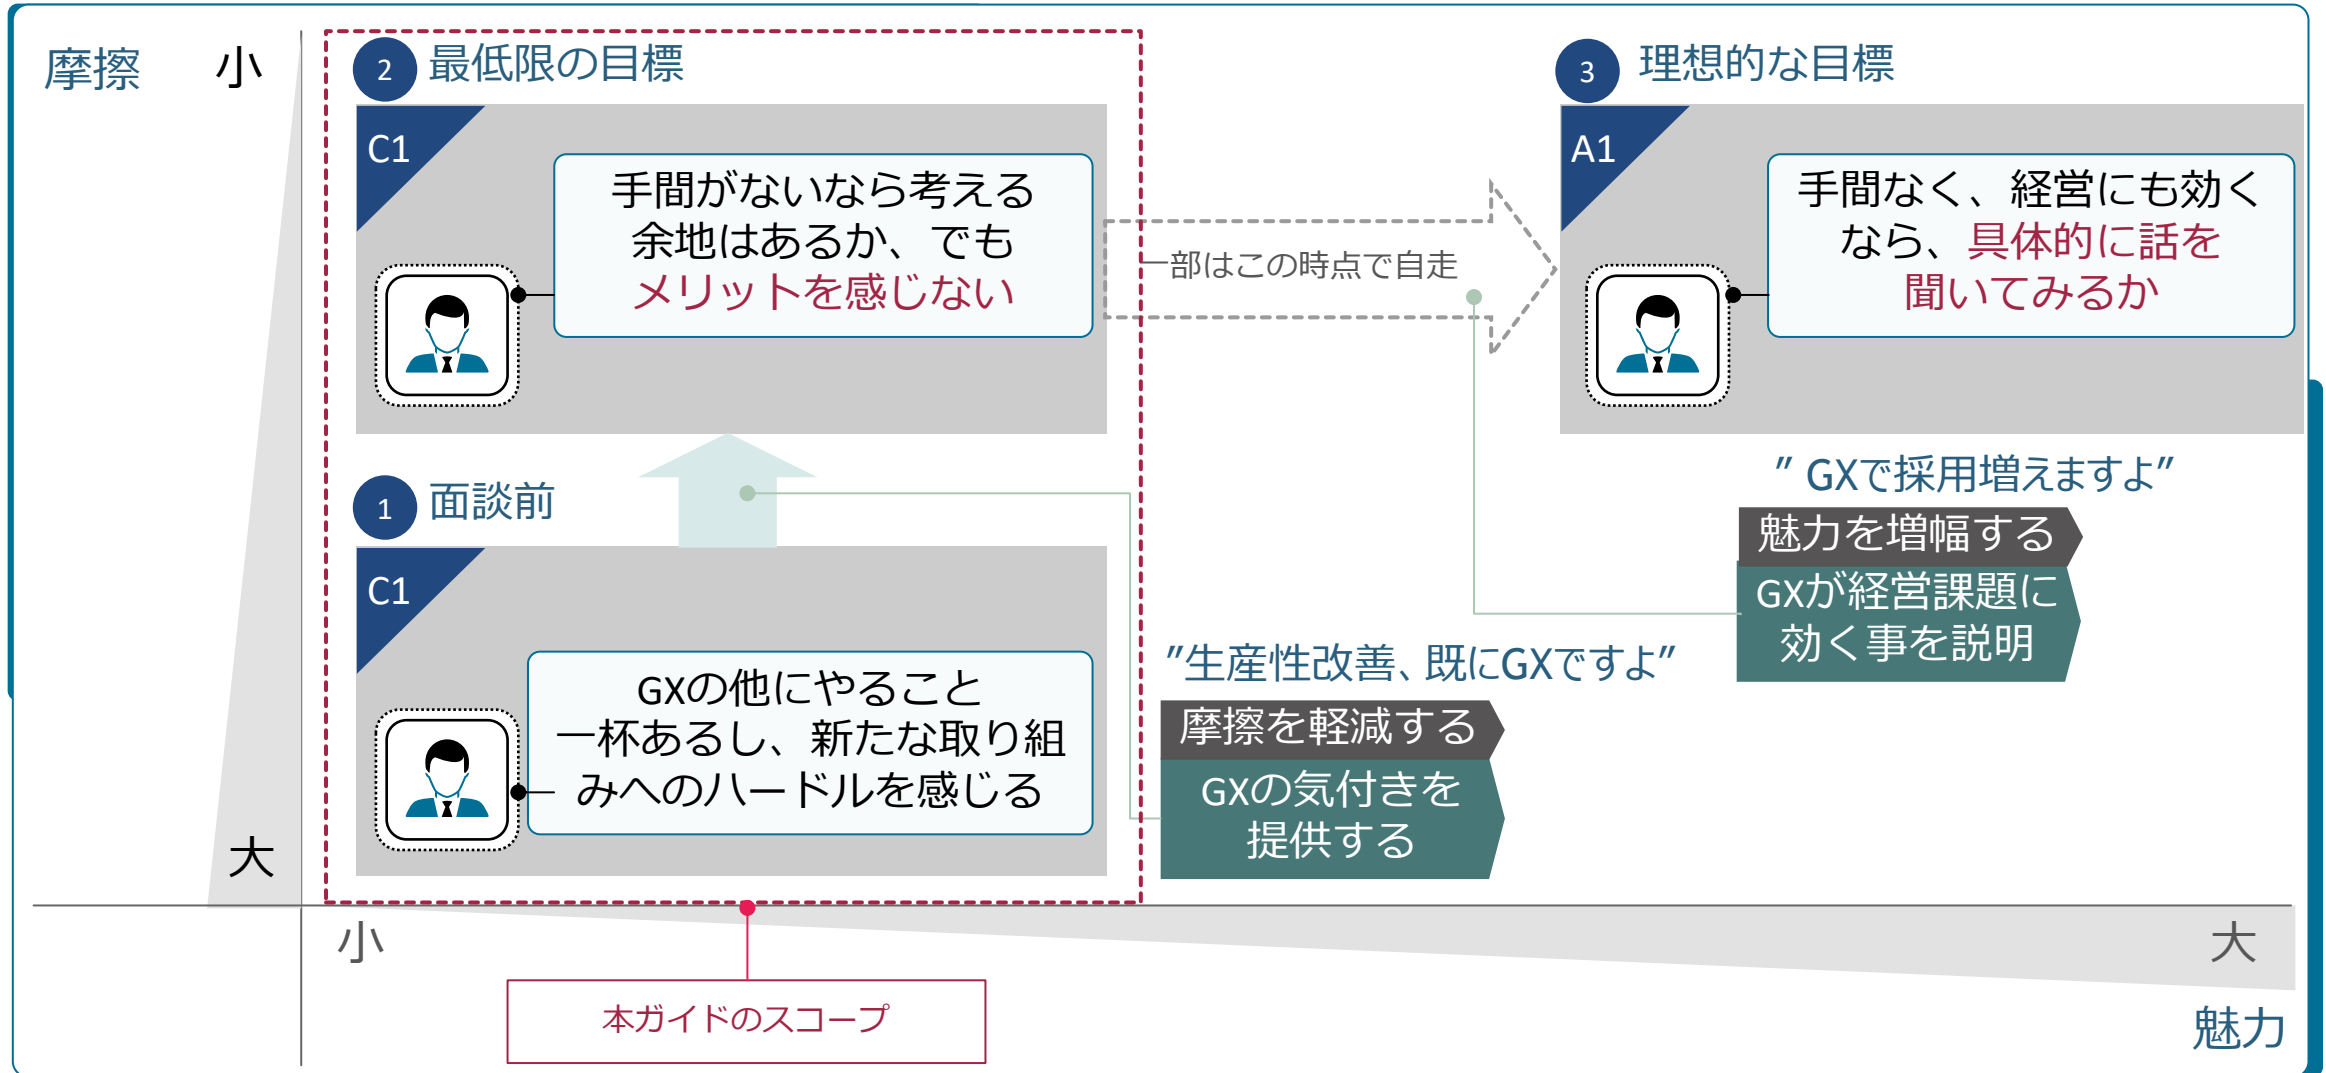 摩擦
小
2
最低限の目標
C1
手間がないなら考える
余地はあるか、でも
メリットを感じない
一部はこの時点で自走
3
理想的な目標
A1
手間なく、経営にも効く
なら、具体的に話を
聞いてみるか
1
面談前
C1
GXの他にやること
一杯あるし、新たな取り組
みへのハードルを感じる
”GXで採用増えますよ”
魅力を増幅する
GXが経営課題に
効く事を説明
”生産性改善、既にGXですよ”
摩擦を軽減する
GXの気付きを
提供する
大
小
大
本ガイドのスコープ
魅力